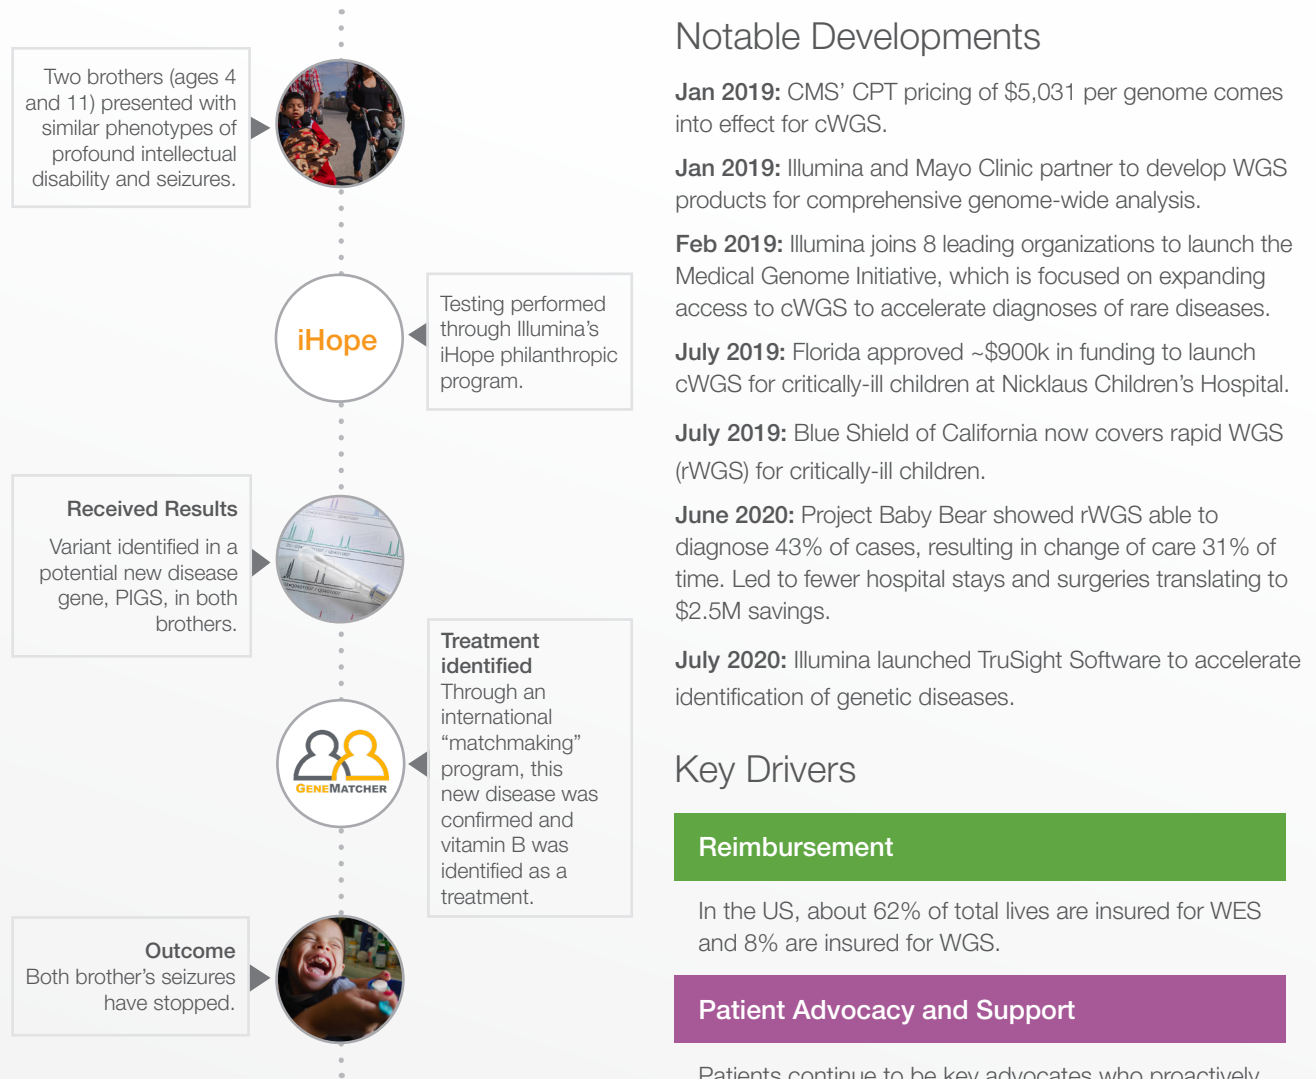 Two brothers (ages 4
and 11) presented with
similar phenotypes of
profound intellectual
disability and seizures.
iHope
Testing performed
through Illumina’s
iHope philanthropic
program.
Received Results
Variant identified in a
potential new disease
gene, PIGS, in both
brothers.
Treatment
identified
Through an
international
“matchmaking”
program, this
new disease was
confirmed and
vitamin B was
identified as a
treatment.
GENEMATCHER
Outcome
Both brother’s seizures
have stopped.
Notable Developments
Jan 2019: CMS’ CPT pricing of $5,031 per genome comes
into effect for cWGS.
Jan 2019: Illumina and Mayo Clinic partner to develop WGS
products for comprehensive genome-wide analysis.
Feb 2019: Illumina joins 8 leading organizations to launch the
Medical Genome Initiative, which is focused on expanding
access to cWGS to accelerate diagnoses of rare diseases.
July 2019: Florida approved ~$900k in funding to launch
cWGS for critically-ill children at Nicklaus Children’s Hospital.
July 2019: Blue Shield of California now covers rapid WGS
(rWGS) for critically-ill children.
June 2020: Project Baby Bear showed rWGS able to
diagnose 43% of cases, resulting in change of care 31% of
time. Led to fewer hospital stays and surgeries translating to
$2.5M savings.
July 2020: Illumina launched TruSight Software to accelerate
identification of genetic diseases.
Key Drivers
Reimbursement
In the US, about 62% of total lives are insured for WES
and 8% are insured for WGS.
Patient Advocacy and Support
Patients continue to be key advocates who proactively